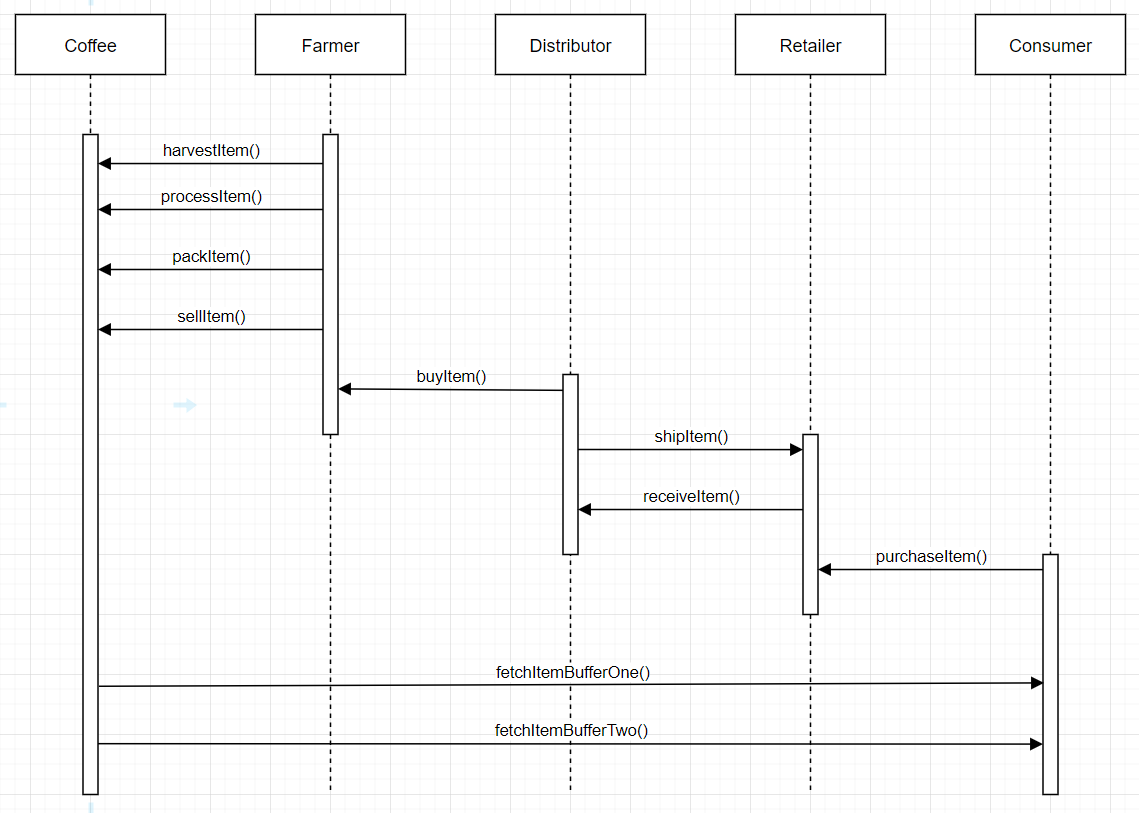 Coffee
Farmer
Distributor
Retailer
Consumer
harvestItem()
processItem()
packItem()
sellItem()
buyItem()
shipItem()
receiveItem()
purchaseItem()
fetchItemBufferOne()
fetchItemBufferTwo()